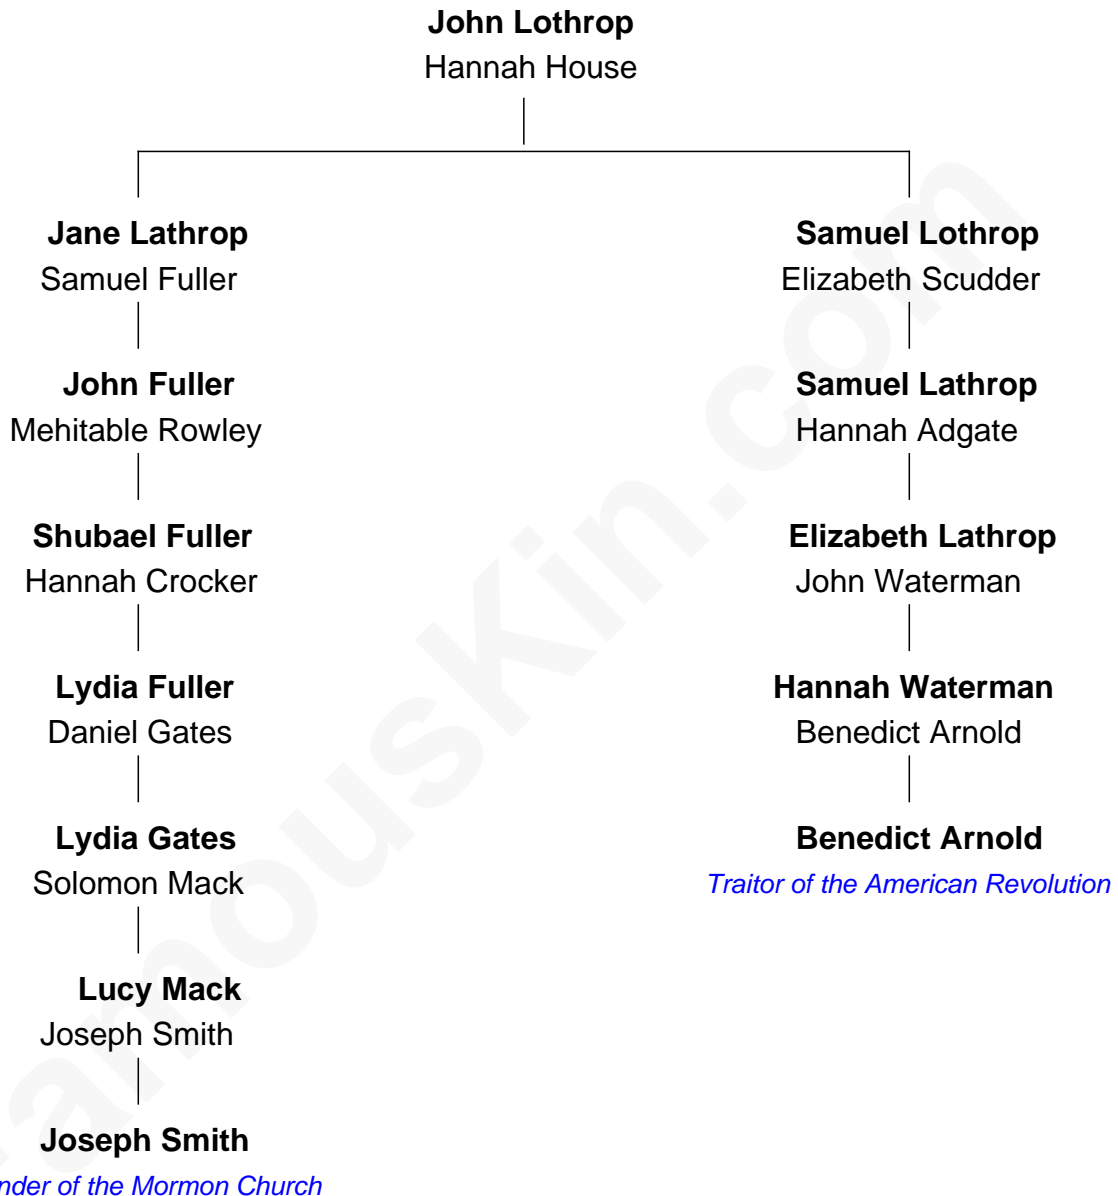 John Lothrop
Hannah House
Jane Lathrop
Samuel Fuller
Samuel Lothrop
Elizabeth Scudder
John Fuller
Mehitable Rowley
Samuel Lathrop
Hannah Adgate
Shubael Fuller
Hannah Crocker
Elizabeth Lathrop
John Waterman
Lydia Fuller
Daniel Gates
Hannah Waterman
Benedict Arnold
Lydia Gates
Solomon Mack
Benedict Arnold
Traitor of the American Revolution
Lucy Mack
Joseph Smith
Joseph Smith
nder of the Mormon Church
amousKin.com